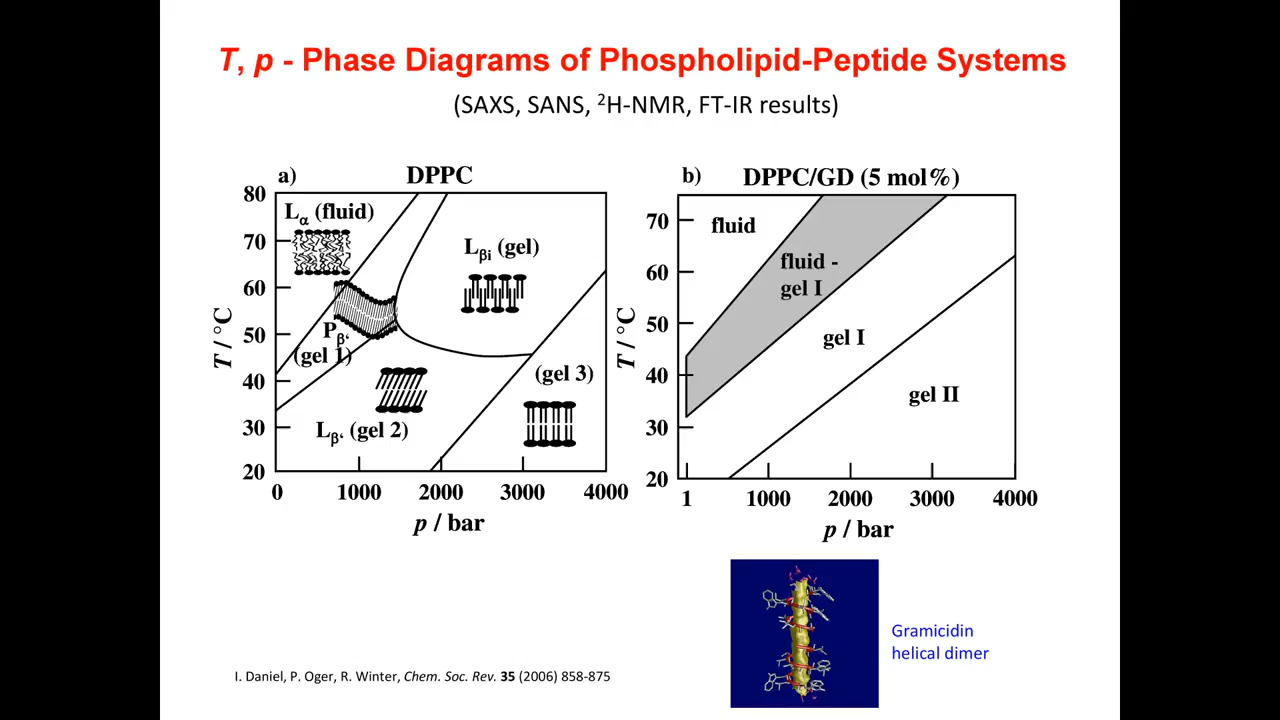 T, p - Phase Diagrams of Phospholipid-Peptide Systems
(SAXS, SANS, ²H-NMR, FT-IR results)
a) DPPC
80
70
60
50
40
30
20
T / °C
Lα (fluid)
Lβi (gel)
Pβ‘
(gel 1)
(gel 3)
Lβ‘ (gel 2)
0 1000 2000 3000 4000
p / bar
b) DPPC/GD (5 mol%)
70
60
50
40
30
20
T / °C
fluid
fluid -
gel I
gel I
gel II
1 1000 2000 3000 4000
p / bar
Gramicidin
helical dimer
I. Daniel, P. Oger, R. Winter, Chem. Soc. Rev. 35 (2006) 858-875